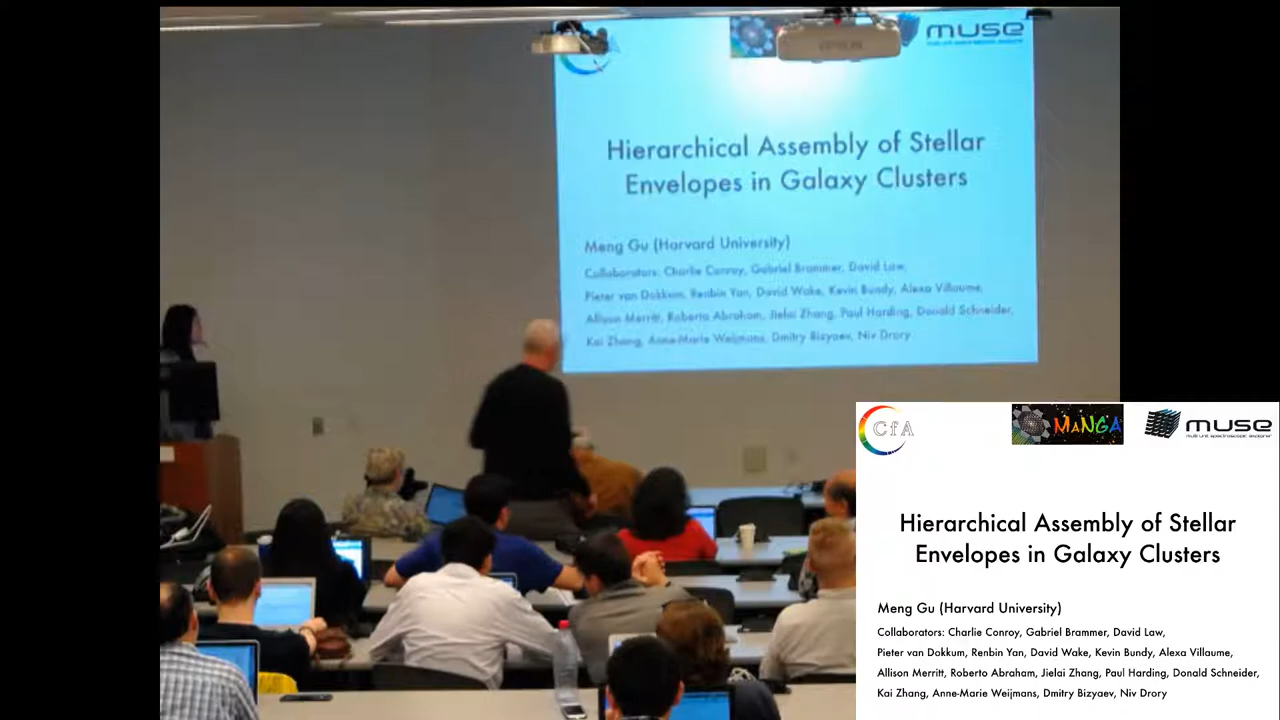 muse
Hierarchical Assembly of Stellar
Envelopes in Galaxy Clusters
Meng Gu (Harvard University)
Collaborators: Charlie Conroy, Gabriel Brammer, David Law,
Pieter van Dokkum, Renbin Yan, David Wake, Kevin Bundy, Alexa Villaume,
Allison Merritt, Roberto Abraham, Jielai Zhang, Paul Harding, Donald Schneider,
Kai Zhang, Anne-Marie Weijmans, Dmitry Bizyaev, Niv Drory
CfA
MaNGA
muse
multi unit spectroscopic explorer
Hierarchical Assembly of Stellar
Envelopes in Galaxy Clusters
Meng Gu (Harvard University)
Collaborators: Charlie Conroy, Gabriel Brammer, David Law,
Pieter van Dokkum, Renbin Yan, David Wake, Kevin Bundy, Alexa Villaume,
Allison Merritt, Roberto Abraham, Jielai Zhang, Paul Harding, Donald Schneider,
Kai Zhang, Anne-Marie Weijmans, Dmitry Bizyaev, Niv Drory